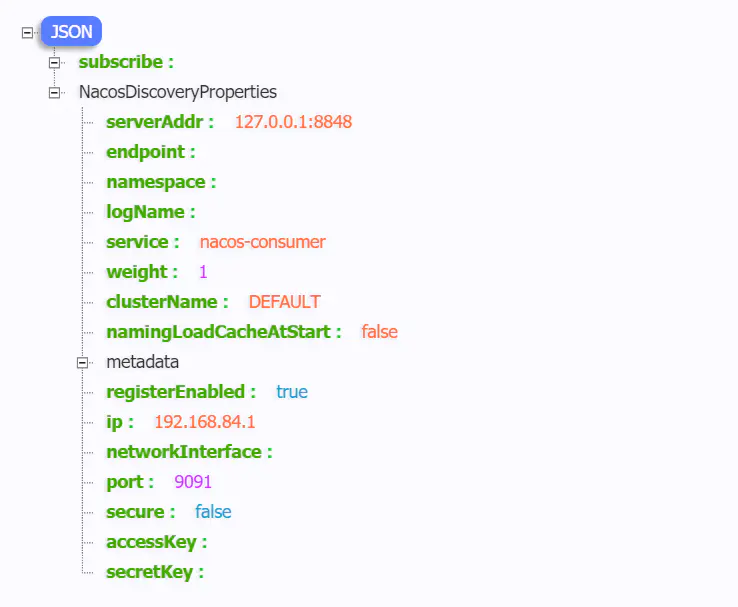 JSON
subscribe :
NacosDiscoveryProperties
serverAddr : 127.0.0.1:8848
endpoint :
namespace :
logName :
service : nacos-consumer
weight : 1
clusterName : DEFAULT
namingLoadCacheAtStart : false
metadata
registerEnabled : true
ip : 192.168.84.1
networkInterface :
port : 9091
secure : false
accessKey :
secretKey :